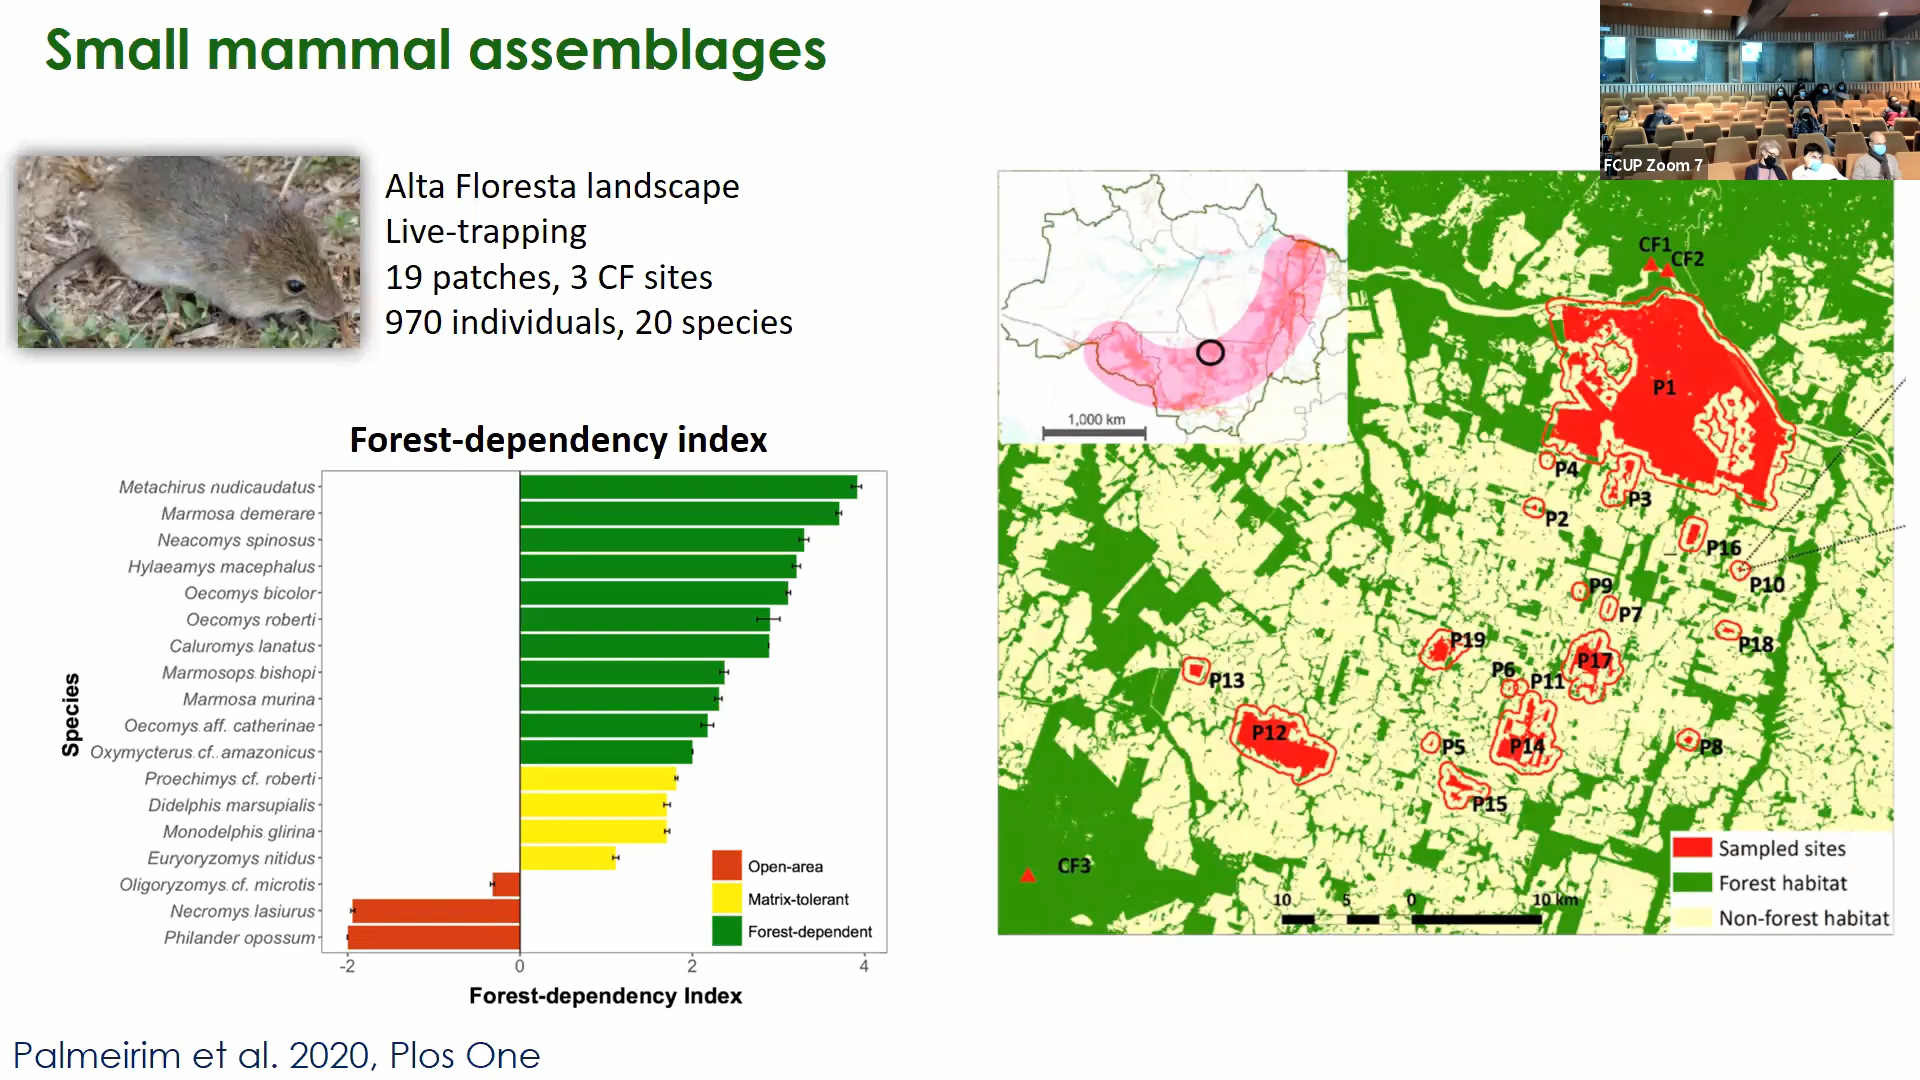 Small mammal assemblages
FCUP Zoom 7
Alta Floresta landscape
Live-trapping
19 patches, 3 CF sites
970 individuals, 20 species
Forest-dependency index
Species
Metachirus nudicaudatus
Marmosa demerare
Neacomys spinosus
Hylaeamys macephalus
Oecomys bicolor
Oecomys roberti
Caluromys lanatus
Marmosops bishopi
Marmosa murina
Oecomys aff. catherinae
Oxymycterus cf. amazonicus
Proechimys cf. roberti
Didelphis marsupialis
Monodelphis glirina
Euryoryzomys nitidus
Oligoryzomys cf. microtis
Necromys lasiurus
Philander opossum
Open-area
Matrix-tolerant
Forest-dependent
-2 0 2 4
Forest-dependency Index
1,000 km
CF1
CF2
P1
P4
P3
P2
P16
P10
P9
P7
P18
P19
P17
P13
P6
P11
P12
P5
P14
P8
P15
CF3
10 5 0 10 km
Sampled sites
Forest habitat
Non-forest habitat
Palmeirim et al. 2020, Plos One